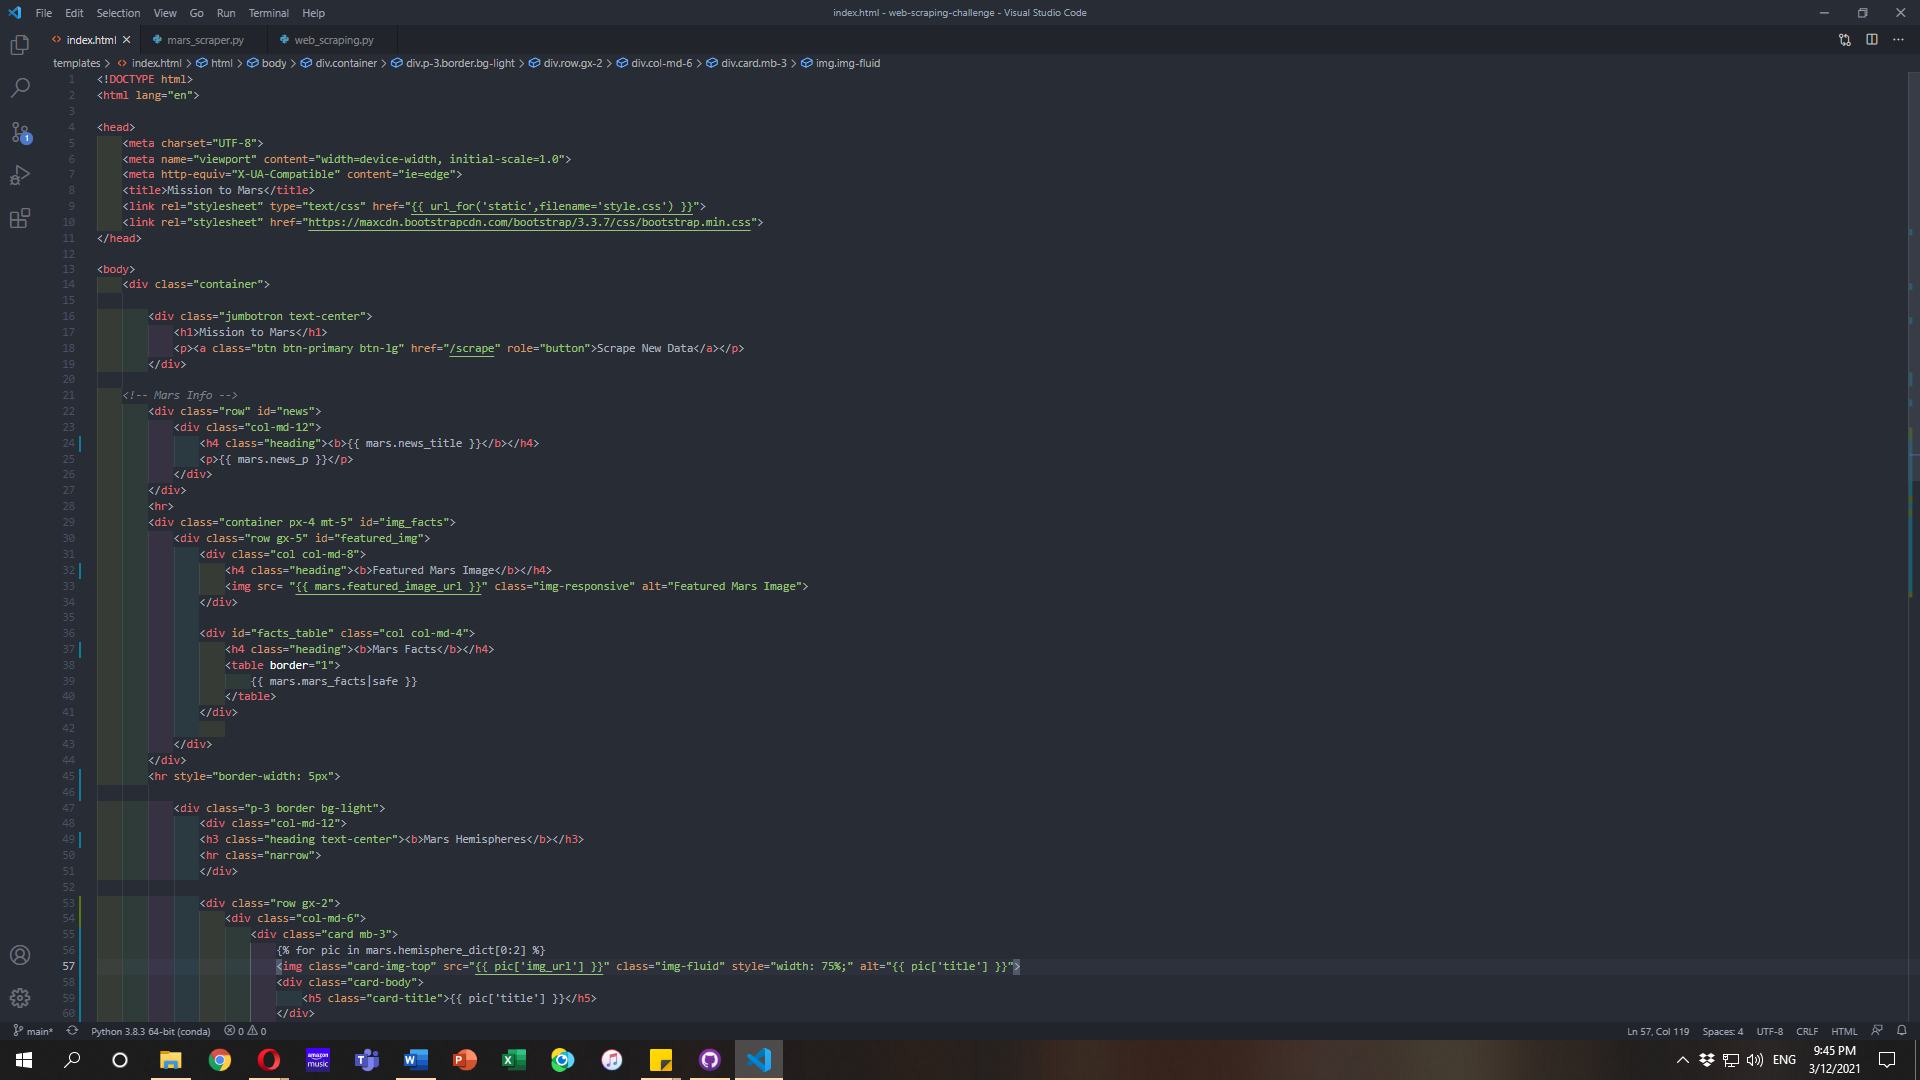 File Edit Selection View Go Run Terminal Help index.html - web-scraping-challenge - Visual Studio Code
index.html mars_scraper.py web_scraping.py
templates > index.html > html > body > div.container > div.p-3.border.bg-light > div.row.gx-2 > div.col-md-6 > div.card.mb-3 > img.img-fluid
1 <!DOCTYPE html>
2 <html lang="en">
3
4 <head>
5 <meta charset="UTF-8">
6 <meta name="viewport" content="width=device-width, initial-scale=1.0">
7 <meta http-equiv="X-UA-Compatible" content="ie=edge">
8 <title>Mission to Mars</title>
9 <link rel="stylesheet" type="text/css" href="{{ url_for('static',filename='style.css') }}">
10 <link rel="stylesheet" href="https://maxcdn.bootstrapcdn.com/bootstrap/3.3.7/css/bootstrap.min.css">
11 </head>
12
13 <body>
14 <div class="container">
15
16 <div class="jumbotron text-center">
17 <h1>Mission to Mars</h1>
18 <p><a class="btn btn-primary btn-lg" href="/scrape" role="button">Scrape New Data</a></p>
19 </div>
20
21 <!-- Mars Info -->
22 <div class="row" id="news">
23 <div class="col-md-12">
24 <h4 class="heading"><b>{{ mars.news_title }}</b></h4>
25 <p>{{ mars.news_p }}</p>
26 </div>
27 </div>
28 <hr>
29 <div class="container px-4 mt-5" id="img_facts">
30 <div class="row gx-5" id="featured_img">
31 <div class="col col-md-8">
32 <h4 class="heading"><b>Featured Mars Image</b></h4>
33 <img src= "{{ mars.featured_image_url }}" class="img-responsive" alt="Featured Mars Image">
34 </div>
35
36 <div id="facts_table" class="col col-md-4">
37 <h4 class="heading"><b>Mars Facts</b></h4>
38 <table border="1">
39 {{ mars.mars_facts|safe }}
40 </table>
41 </div>
42
43 </div>
44 </div>
45 <hr style="border-width: 5px">
46
47 <div class="p-3 border bg-light">
48 <div class="col-md-12">
49 <h3 class="heading text-center"><b>Mars Hemispheres</b></h3>
50 <hr class="narrow">
51 </div>
52
53 <div class="row gx-2">
54 <div class="col-md-6">
55 <div class="card mb-3">
56 {% for pic in mars.hemisphere_dict[0:2] %}
57 <img class="card-img-top" src="{{ pic['img_url'] }}" class="img-fluid" style="width: 75%;" alt="{{ pic['title'] }}">
58 <div class="card-body">
59 <h5 class="card-title">{{ pic['title'] }}</h5>
60 </div>
1
main* Python 3.8.3 64-bit (conda) 0 0 Ln 57, Col 119 Spaces: 4 UTF-8 CRLF HTML
amazon music
ENG
9:45 PM
3/12/2021